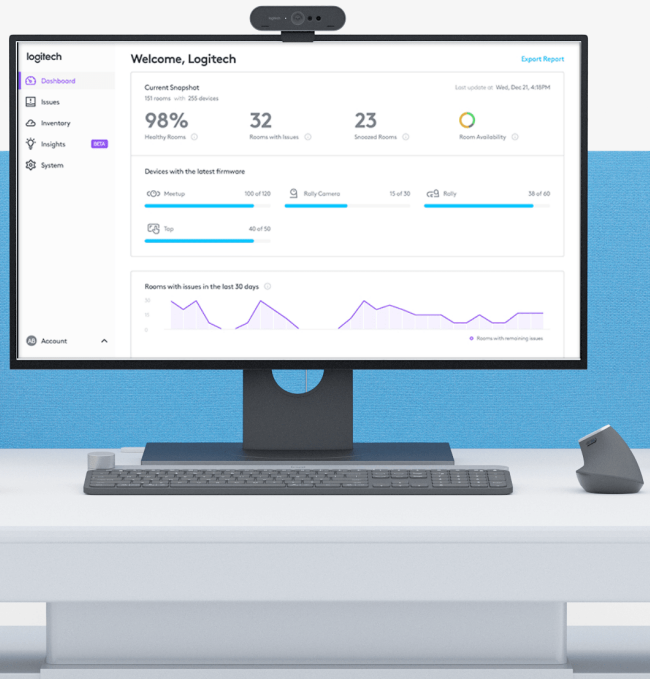 logitech
logitech
Welcome, Logitech
Export Report
Dashboard
Issues
Inventory
Insights BETA
System
Current Snapshot
Last update at Wed, Dec 21, 4:15PM
151 rooms with 255 devices
98%
Healthy Rooms
32
Rooms with Issues
23
Snoozed Rooms
Room Availability
Devices with the latest firmware
Meetup 100 of 120
Rally Camera 15 of 30
Rally 38 of 60
Tap 40 of 50
Rooms with issues in the last 30 days
0
Rooms with remaining issues
AD Account